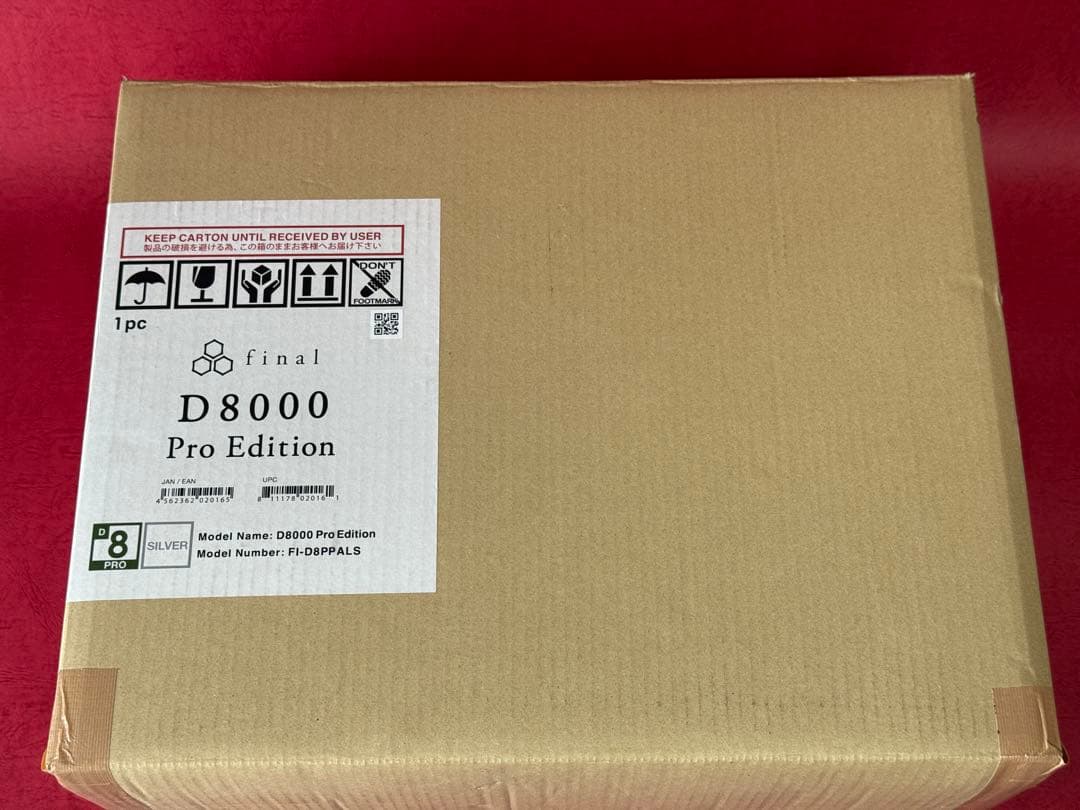 KEEP CARTON UNTIL RECEIVED BY USER
製品の破損を避ける為、この箱のままお客様へお届け下さい
DON'T
FOOTMARK
1 pc
final
D8000
Pro Edition
JAN / EAN
UPC
4 562362 020165
8 11178 02016 1
D
8
PRO
SILVER
Model Name: D8000 Pro Edition
Model Number: FI-D8PPALS